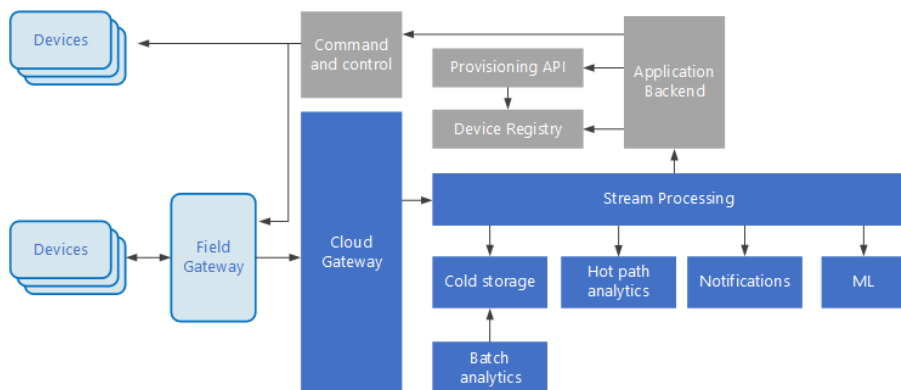 Devices
Command
and control
Provisioning API
Application
Backend
Device Registry
Stream Processing
Devices
Field
Gateway
Cloud
Gateway
Cold storage
Hot path
analytics
Notifications
ML
Batch
analytics